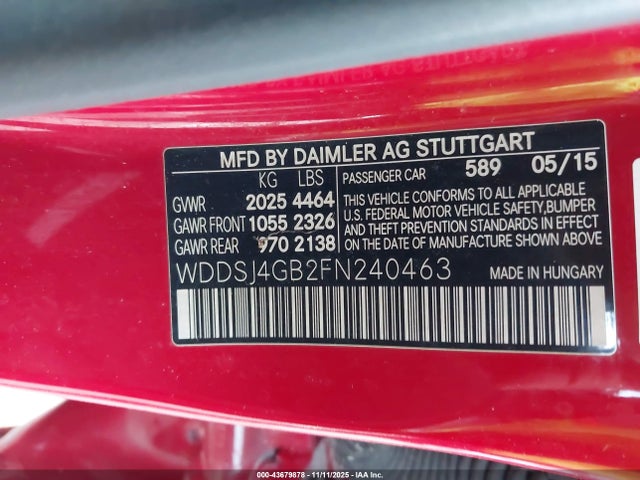 MFD BY DAIMLER AG STUTTGART
KG LBS
GVWR 2025 4464
GAWR FRONT 1055 2326
GAWR REAR 970 2138
PASSENGER CAR 589 05/15
THIS VEHICLE CONFORMS TO ALL APPLICABLE
U.S. FEDERAL MOTOR VEHICLE SAFETY, BUMPER
AND THEFT PREVENTION STANDARDS IN EFFECT
ON THE DATE OF MANUFACTURE SHOWN ABOVE.
WDDSJ4GB2FN240463 MADE IN HUNGARY
000-43679878 - 11/11/2025 - IAA Inc.